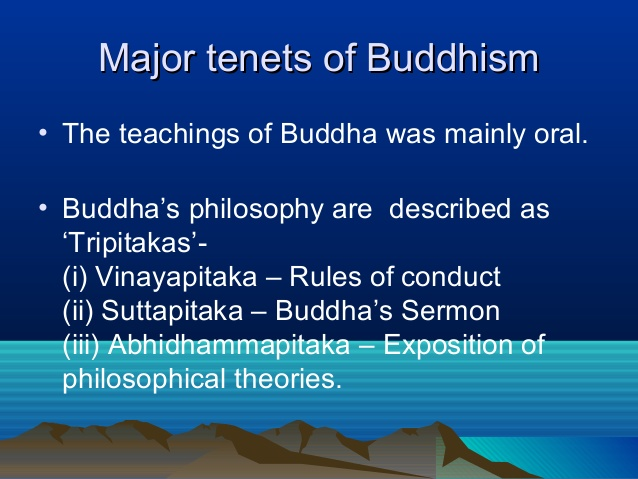 Major tenets of Buddhism
• The teachings of Buddha was mainly oral.
• Buddha’s philosophy are  described as
‘Tripitakas’-
(i) Vinayapitaka – Rules of conduct
(ii) Suttapitaka – Buddha’s Sermon
(iii) Abhidhammapitaka – Exposition of
philosophical theories.